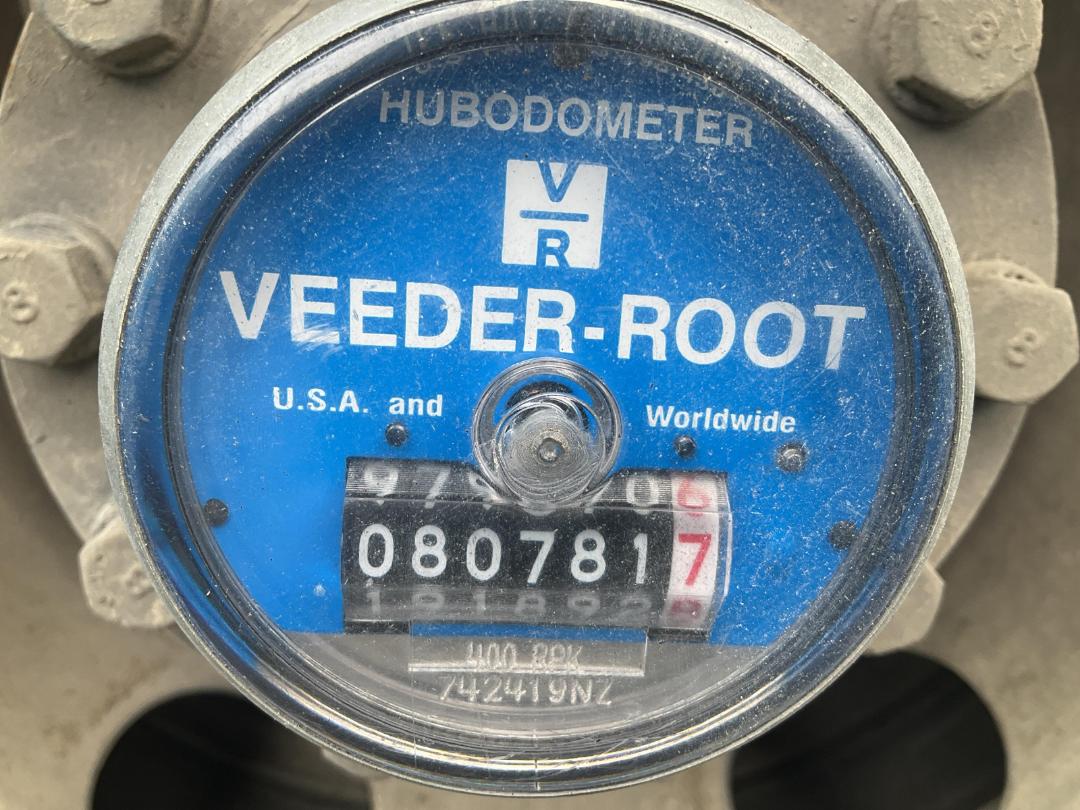 HUBODOMETER
V
R
VEEDER-ROOT
U.S.A. and Worldwide
0807817
400 RPK
742419NZ